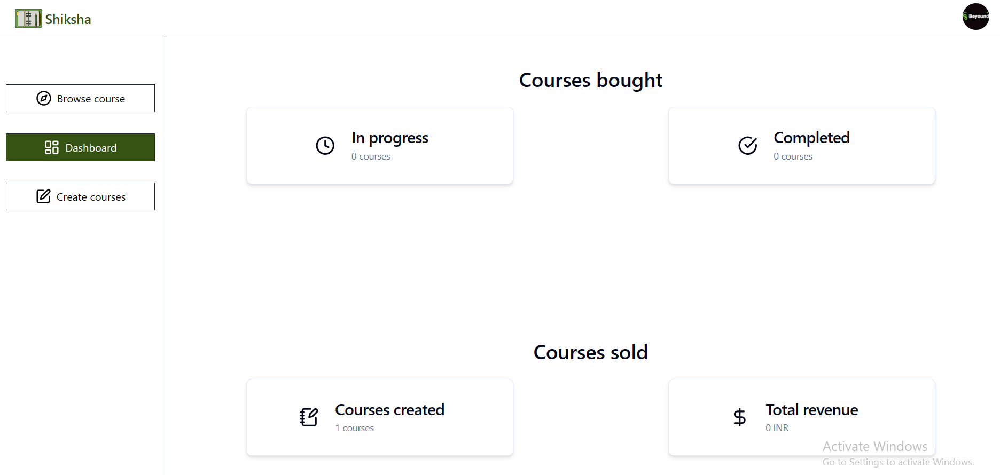 Shiksha
Beyound
Browse course
Dashboard
Create courses
Courses bought
In progress
0 courses
Completed
0 courses
Courses sold
Courses created
1 courses
Total revenue
0 INR
Activate Windows
Go to Settings to activate Windows.